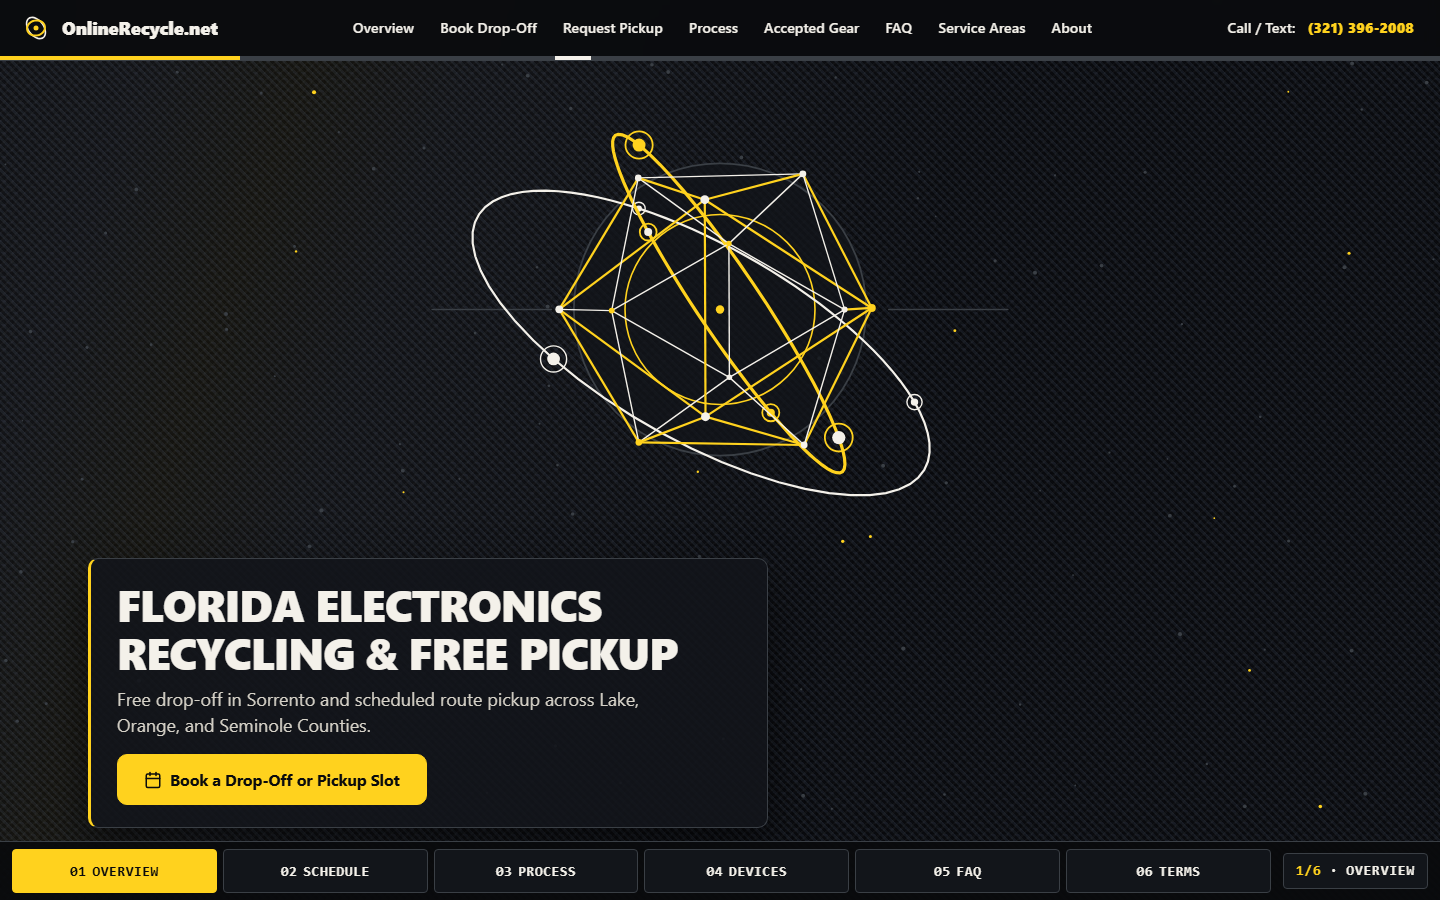 OnlineRecycle.net
Overview Book Drop-Off Request Pickup Process Accepted Gear FAQ Service Areas About
Call / Text: (321) 396-2008
FLORIDA ELECTRONICS
RECYCLING & FREE PICKUP
Free drop-off in Sorrento and scheduled route pickup across Lake,
Orange, and Seminole Counties.
Book a Drop-Off or Pickup Slot
01 OVERVIEW
02 SCHEDULE
03 PROCESS
04 DEVICES
05 FAQ
06 TERMS
1/6 · OVERVIEW